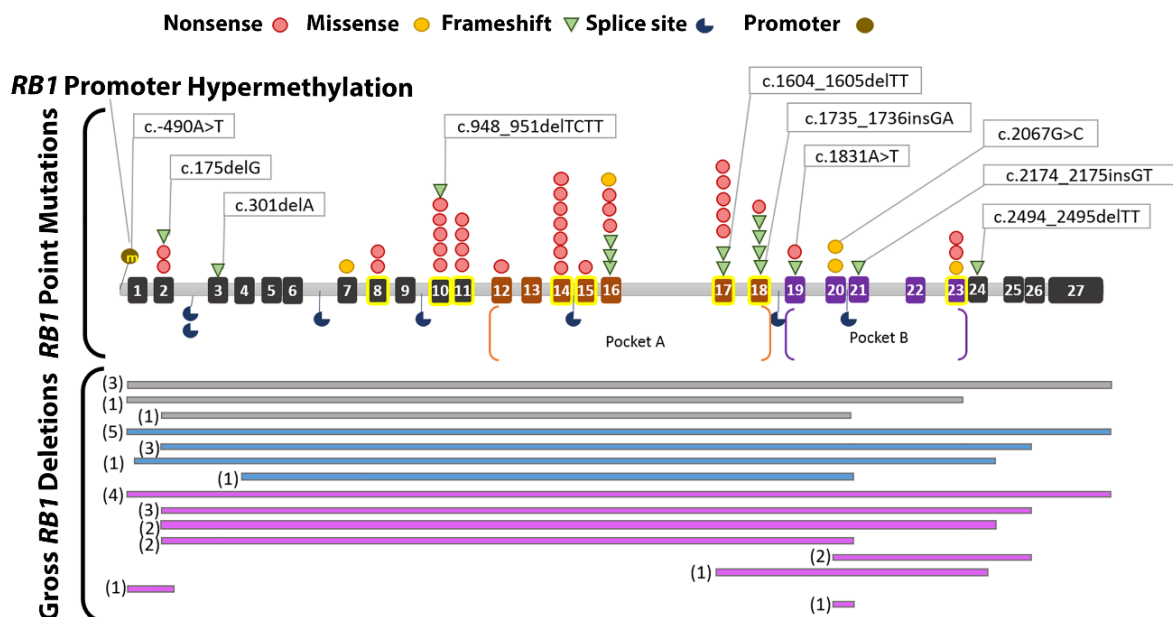 Nonsense Missense Frameshift Splice site Promoter
RB1 Promoter Hypermethylation
RB1 Point Mutations
c.-490A>T
c.175delG
c.301delA
c.948_951delTCTT
c.1604_1605delTT
c.1735_1736insGA
c.1831A>T
c.2067G>C
c.2174_2175insGT
c.2494_2495delTT
m
1 2 3 4 5 6 7 8 9 10 11 12 13 14 15 16 17 18 19 20 21 22 23 24 25 26 27
Pocket A
Pocket B
Gross RB1 Deletions
(3)
(1)
(1)
(5)
(3)
(1)
(1)
(4)
(3)
(2)
(2)
(2)
(1)
(1)
(1)